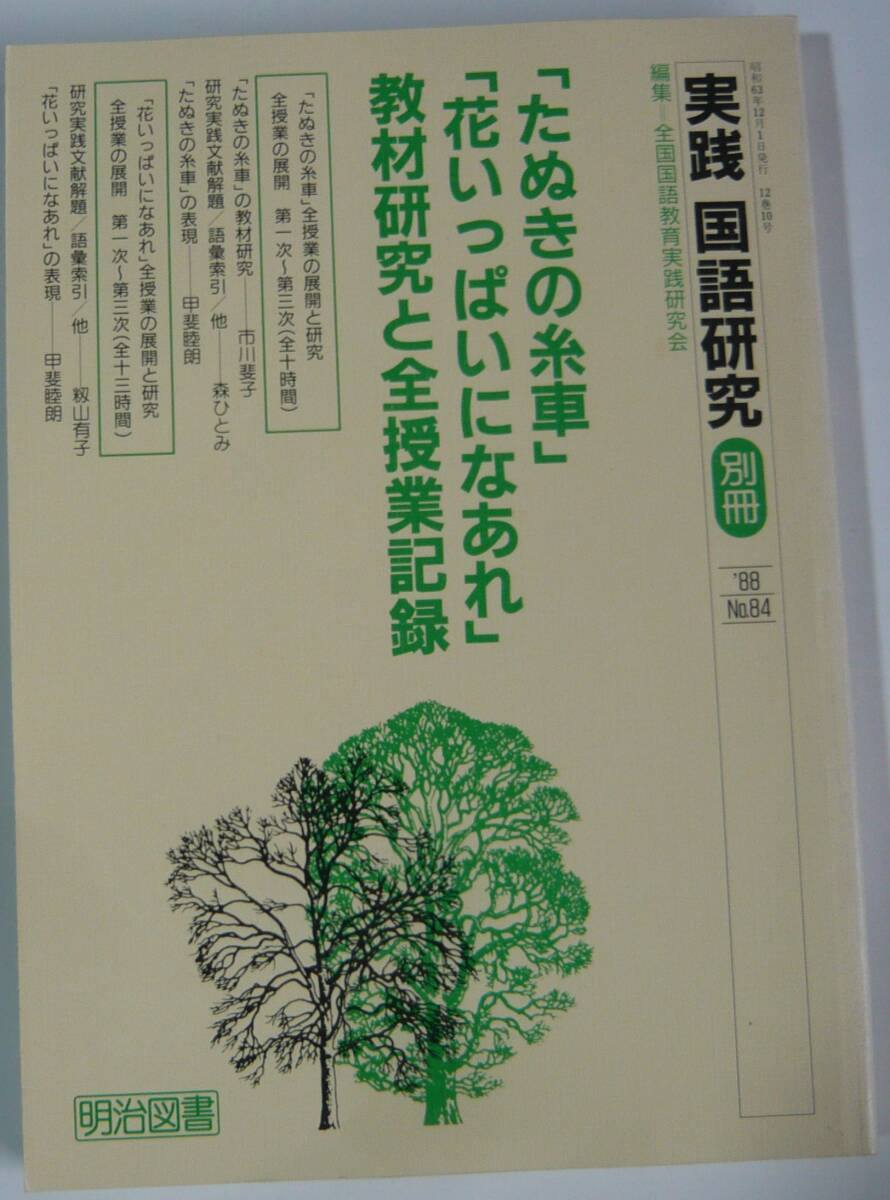 昭和63年12月1日発行　12巻10号
実践 国語研究 別冊
'88
No.84
編集＝全国国語教育実践研究会
「たぬきの糸車」
「花いっぱいになあれ」
教材研究と全授業記録
「たぬきの糸車」全授業の展開と研究
全授業の展開　第一次～第三次（全十時間）
「たぬきの糸車」の教材研究――市川斐子
研究実践文献解題／語彙索引／他――森ひとみ
「たぬきの糸車」の表現――甲斐睦朗
「花いっぱいになあれ」全授業の展開と研究
全授業の展開　第一次～第三次（全十三時間）
研究実践文献解題／語彙索引／他――籾山有子
「花いっぱいになあれ」の表現――甲斐睦朗
明治図書